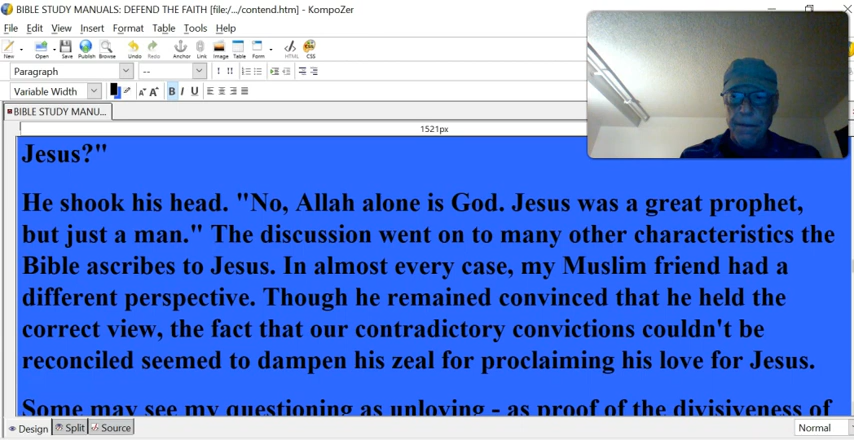 BIBLE STUDY MANUALS: DEFEND THE FAITH [file:/.../contend.htm] - KompoZer
File Edit View Insert Format Table Tools Help
New Open Save Publish Browse Undo Redo Anchor Link Image Table Form HTML CSS
Paragraph --
Variable Width A A B I U
BIBLE STUDY MANU...
1521px
Jesus?"
He shook his head. "No, Allah alone is God. Jesus was a great prophet,
but just a man." The discussion went on to many other characteristics the
Bible ascribes to Jesus. In almost every case, my Muslim friend had a
different perspective. Though he remained convinced that he held the
correct view, the fact that our contradictory convictions couldn't be
reconciled seemed to dampen his zeal for proclaiming his love for Jesus.
Some may see my questioning as unloving - as proof of the divisiveness of
Design Split Source Normal